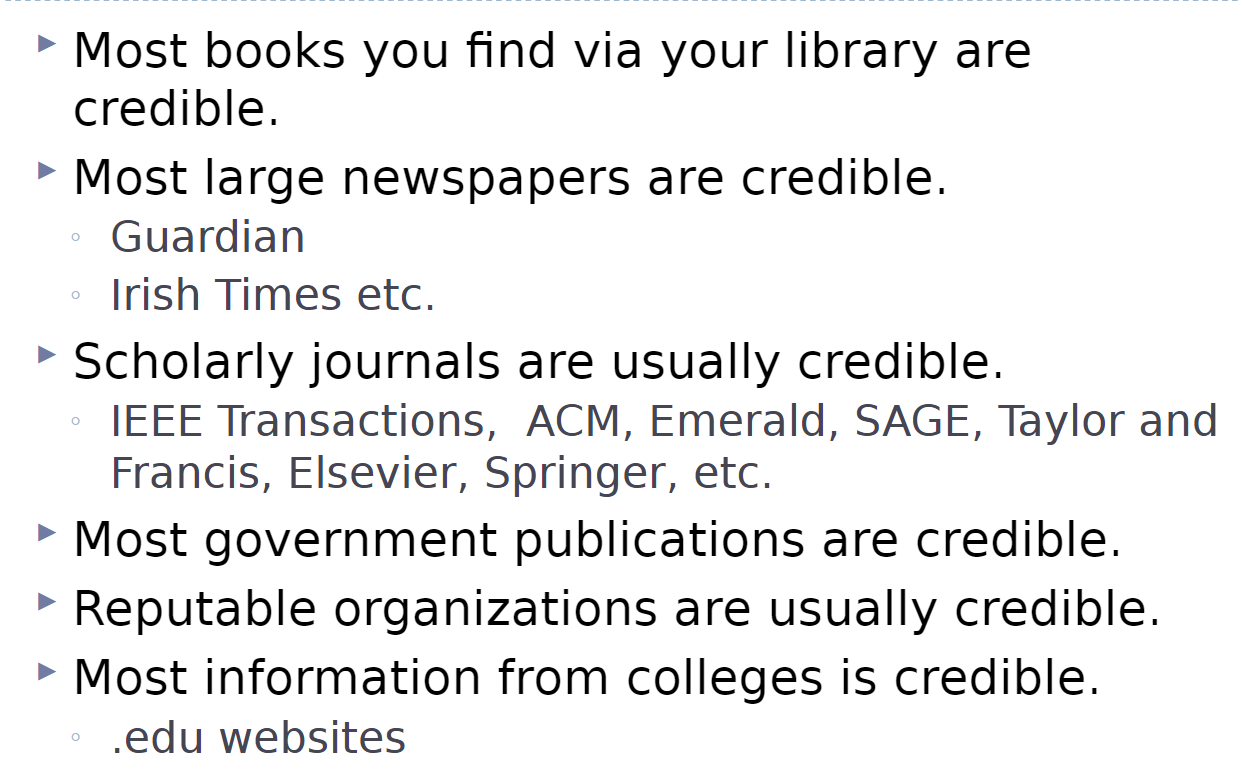 Most books you find via your library are
credible.
Most large newspapers are credible.
Guardian
Irish Times etc.
Scholarly journals are usually credible.
IEEE Transactions,  ACM, Emerald, SAGE, Taylor and
Francis, Elsevier, Springer, etc.
Most government publications are credible.
Reputable organizations are usually credible.
Most information from colleges is credible.
.edu websites